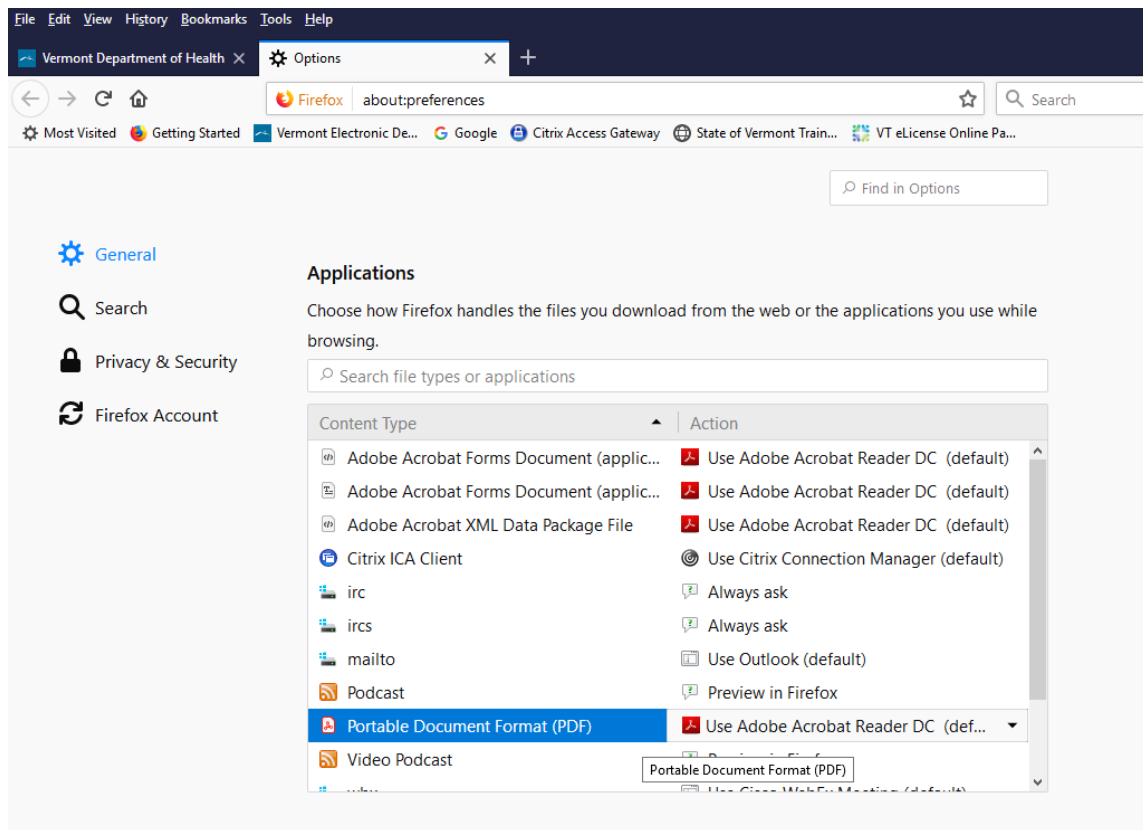 File Edit View History Bookmarks Tools Help
Vermont Department of Health
Options
Firefox about:preferences
Search
Most Visited Getting Started Vermont Electronic De... Google Citrix Access Gateway State of Vermont Train... VT eLicense Online Pa...
Find in Options
General
Search
Privacy & Security
Firefox Account
Applications
Choose how Firefox handles the files you download from the web or the applications you use while
browsing.
Search file types or applications
Content Type Action
Adobe Acrobat Forms Document (applic... Use Adobe Acrobat Reader DC (default)
Adobe Acrobat Forms Document (applic... Use Adobe Acrobat Reader DC (default)
Adobe Acrobat XML Data Package File Use Adobe Acrobat Reader DC (default)
Citrix ICA Client Use Citrix Connection Manager (default)
irc Always ask
ircs Always ask
mailto Use Outlook (default)
Podcast Preview in Firefox
Portable Document Format (PDF) Use Adobe Acrobat Reader DC (def...
Video Podcast
Portable Document Format (PDF)
Use Cisco WebEx Meeting (default)